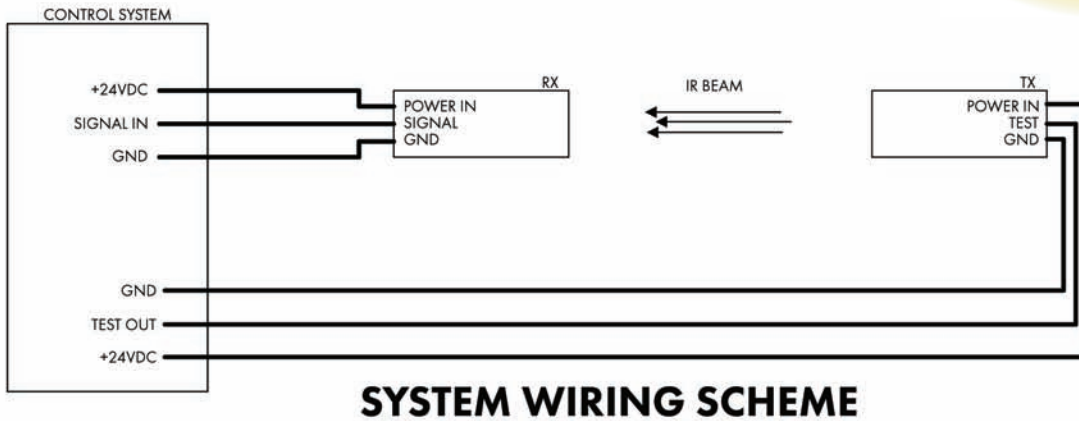 CONTROL SYSTEM
+24VDC
SIGNAL IN
GND
RX
POWER IN
SIGNAL
GND
IR BEAM
TX
POWER IN
TEST
GND
GND
TEST OUT
+24VDC
SYSTEM WIRING SCHEME